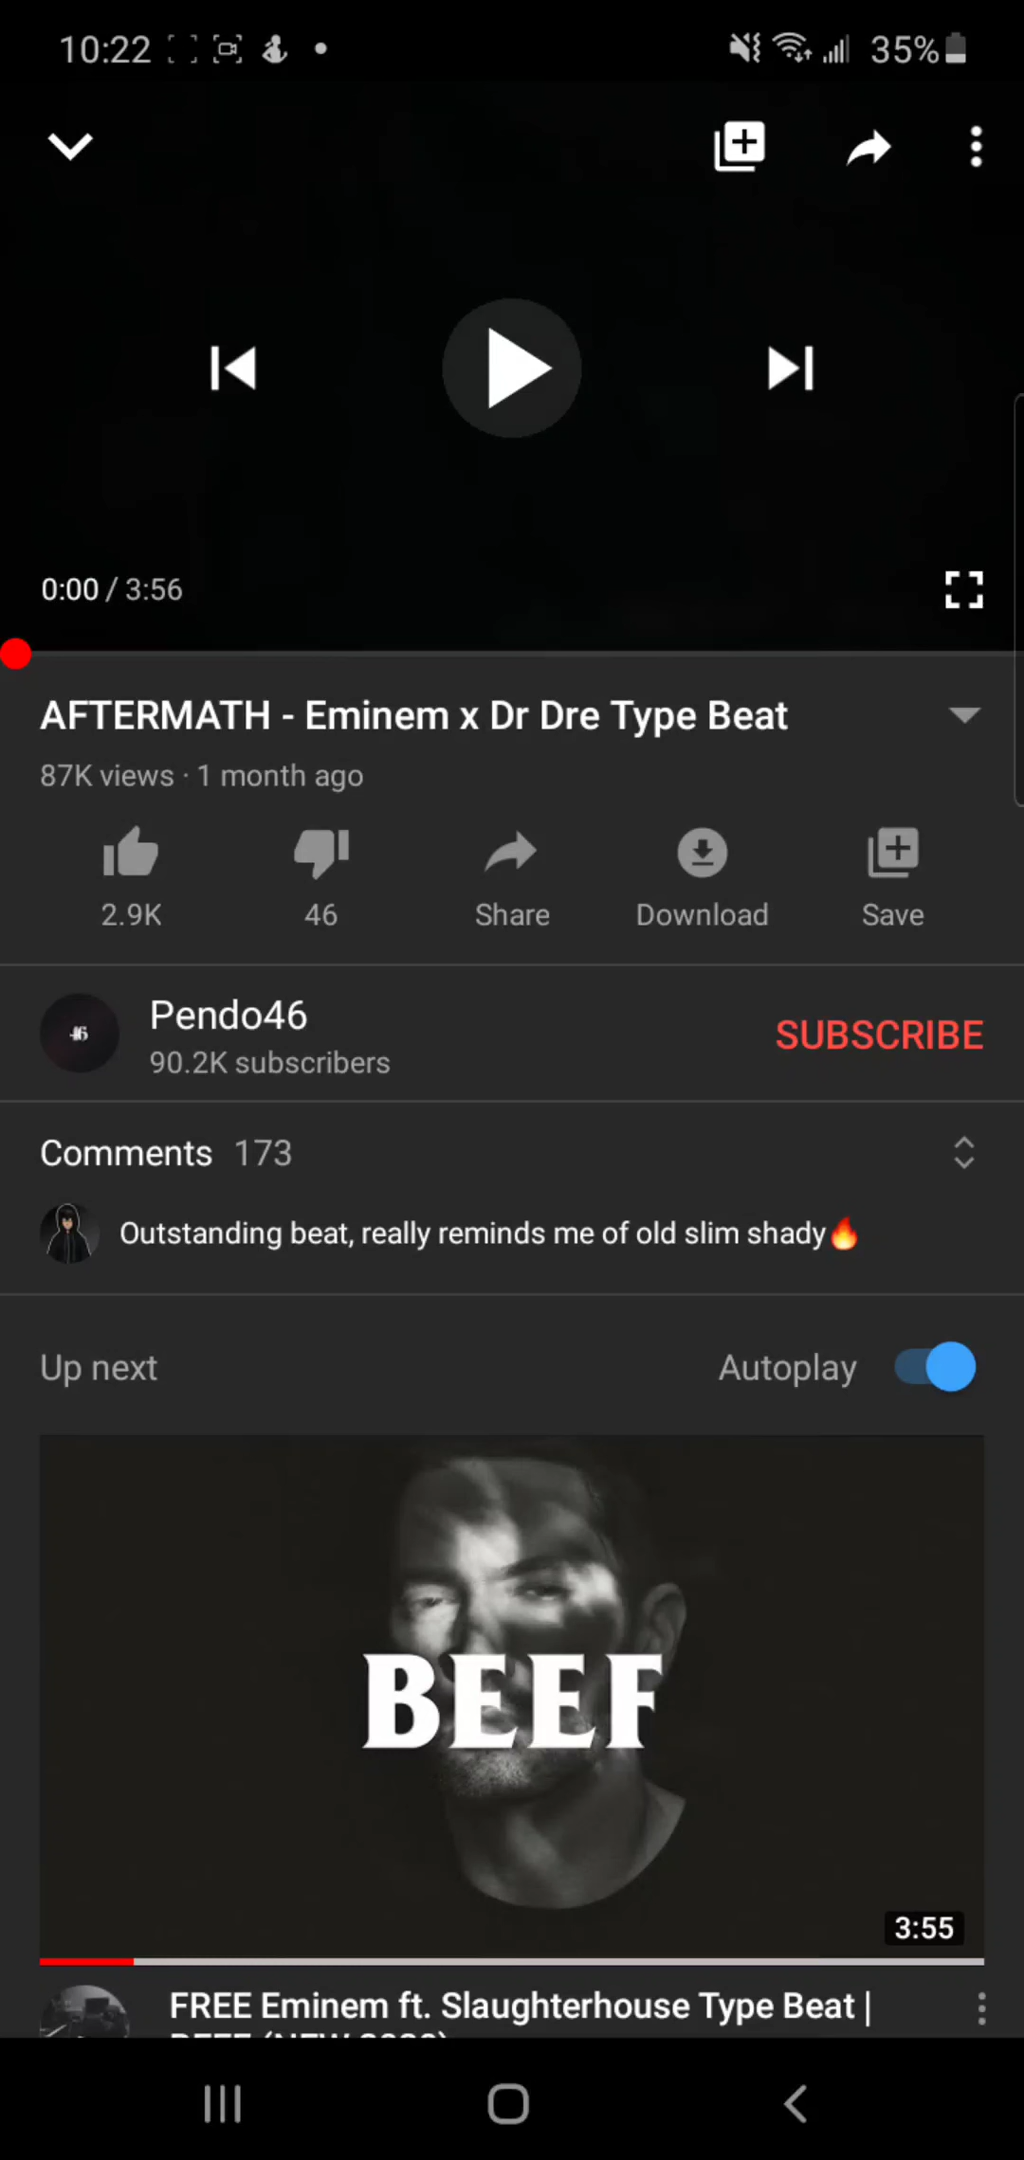 10:22
35%
0:00 / 3:56
AFTERMATH - Eminem x Dr Dre Type Beat
87K views · 1 month ago
2.9K
46
Share
Download
Save
46
Pendo46
90.2K subscribers
SUBSCRIBE
Comments 173
Outstanding beat, really reminds me of old slim shady🔥
Up next
Autoplay
BEEF
3:55
FREE Eminem ft. Slaughterhouse Type Beat |